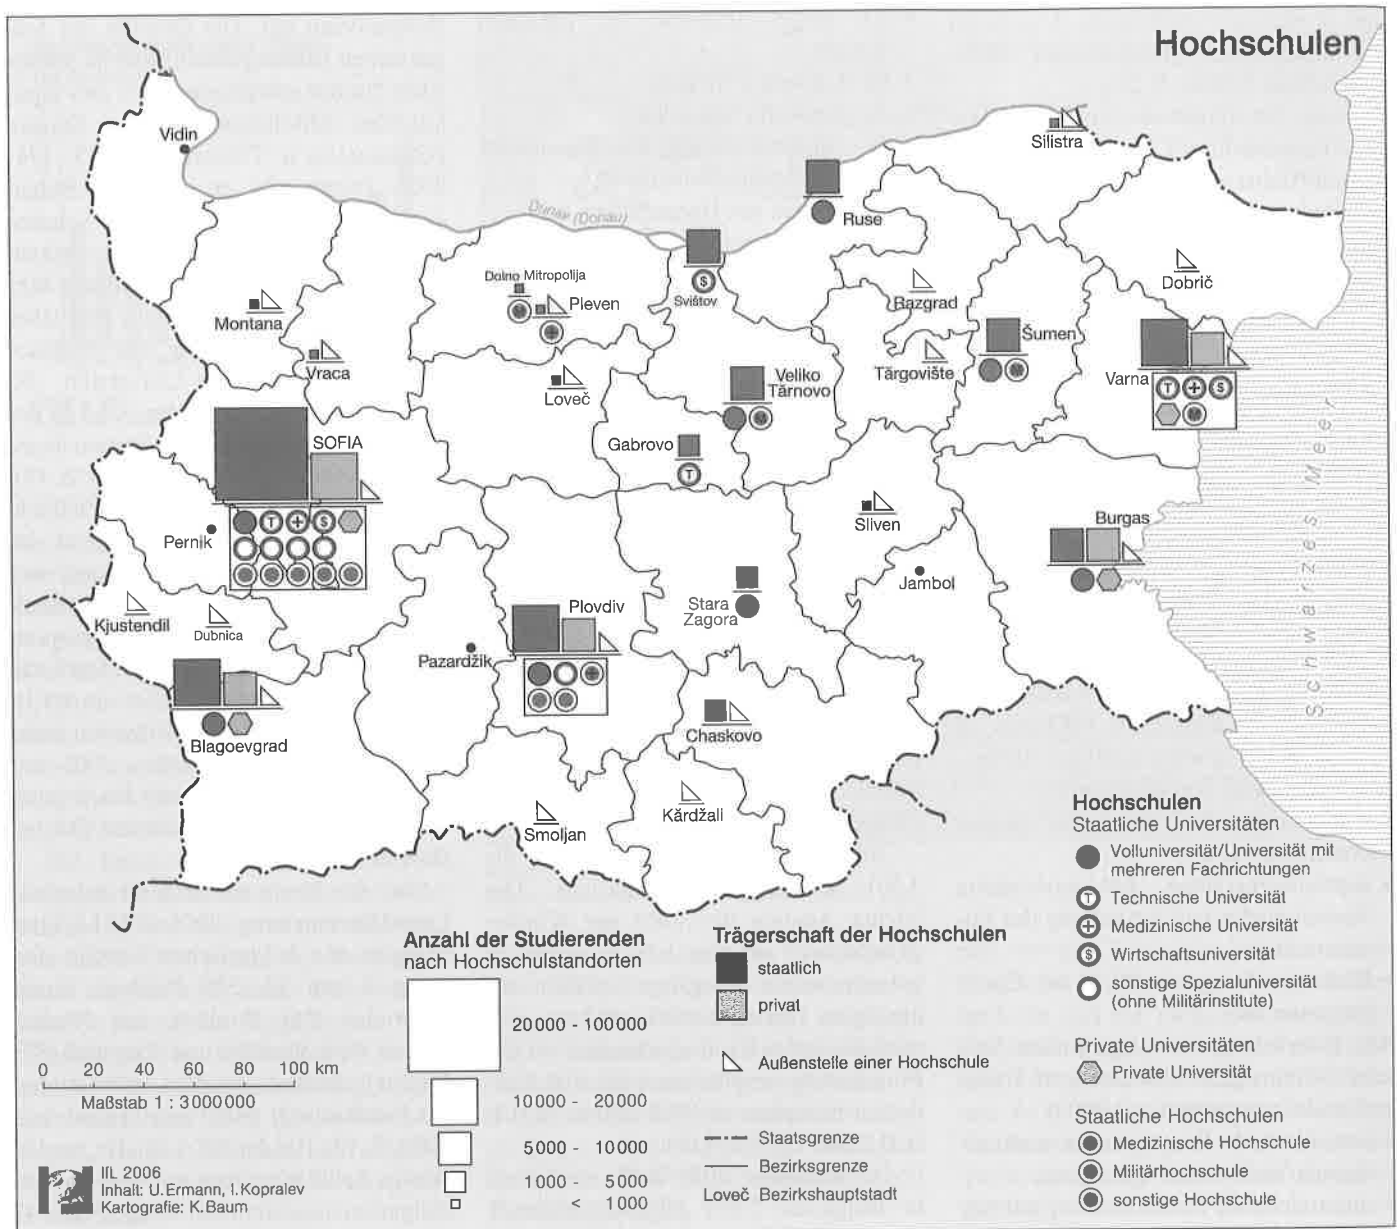 Hochschulen
Vidin
Silistra
Ruse
Dunav (Donau)
Dolno Mitropolija
Pleven
Svištov
Razgrad
Dobrič
Montana
Vraca
Loveč
Veliko
Tărnovo
Tărgovište
Šumen
Varna
SOFIA
Gabrovo
Pernik
Sliven
Burgas
Jambol
Stara
Zagora
Kjustendil
Dubnica
Plovdiv
Pazardžik
Blagoevgrad
Chaskovo
Smoljan
Kărdžali
Schwarzes Meer
Anzahl der Studierenden
nach Hochschulstandorten
20000 - 100000
10000 - 20000
5000 - 10000
1000 - 5000
< 1000
0 20 40 60 80 100 km
Maßstab 1 : 3000000
IfL 2006
Inhalt: U.Ermann, I.Kopralev
Kartografie: K.Baum
Trägerschaft der Hochschulen
staatlich
privat
Außenstelle einer Hochschule
Staatsgrenze
Bezirksgrenze
Loveč Bezirkshauptstadt
Hochschulen
Staatliche Universitäten
Volluniversität/Universität mit
mehreren Fachrichtungen
T Technische Universität
Medizinische Universität
$ Wirtschaftsuniversität
sonstige Spezialuniversität
(ohne Militärinstitute)
Private Universitäten
Private Universität
Staatliche Hochschulen
Medizinische Hochschule
Militärhochschule
sonstige Hochschule